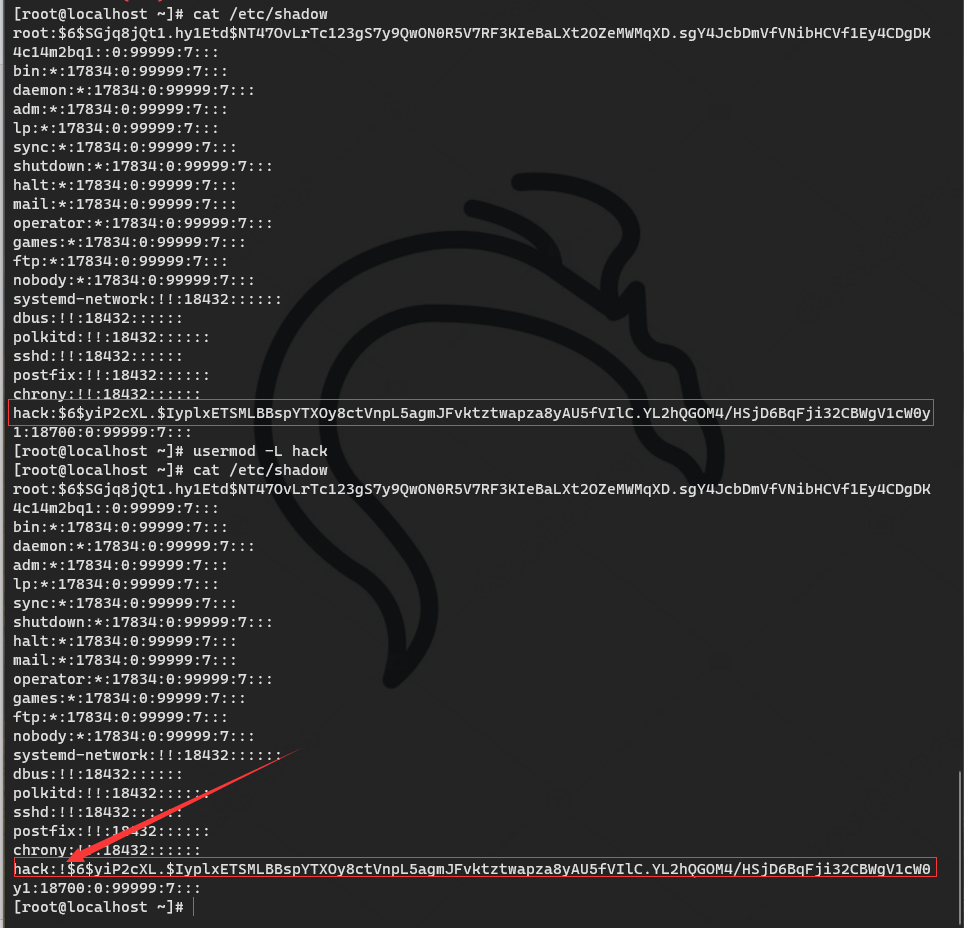 [root@localhost ~]# cat /etc/shadow
root:$6$SGjq8jQt1.hy1Etd$NT47OvLrTc123gS7y9QwON0R5V7RF3KIeBaLXt2OZeMWMqXD.sgY4JcbDmVfVNibHCVf1Ey4CDgDK
4c14m2bq1::0:99999:7:::
bin:*:17834:0:99999:7:::
daemon:*:17834:0:99999:7:::
adm:*:17834:0:99999:7:::
lp:*:17834:0:99999:7:::
sync:*:17834:0:99999:7:::
shutdown:*:17834:0:99999:7:::
halt:*:17834:0:99999:7:::
mail:*:17834:0:99999:7:::
operator:*:17834:0:99999:7:::
games:*:17834:0:99999:7:::
ftp:*:17834:0:99999:7:::
nobody:*:17834:0:99999:7:::
systemd-network:!!:18432::::::
dbus:!!:18432::::::
polkitd:!!:18432::::::
sshd:!!:18432::::::
postfix:!!:18432::::::
chrony:!!:18432::::::
hack:$6$yiP2cXL.$IyplxETSMLBBspYTXOy8ctVnpL5agmJFvktztwapza8yAU5fVIlC.YL2hQGOM4/HSjD6BqFji32CBWgV1cW0y
1:18700:0:99999:7:::
[root@localhost ~]# usermod -L hack
[root@localhost ~]# cat /etc/shadow
root:$6$SGjq8jQt1.hy1Etd$NT47OvLrTc123gS7y9QwON0R5V7RF3KIeBaLXt2OZeMWMqXD.sgY4JcbDmVfVNibHCVf1Ey4CDgDK
4c14m2bq1::0:99999:7:::
bin:*:17834:0:99999:7:::
daemon:*:17834:0:99999:7:::
adm:*:17834:0:99999:7:::
lp:*:17834:0:99999:7:::
sync:*:17834:0:99999:7:::
shutdown:*:17834:0:99999:7:::
halt:*:17834:0:99999:7:::
mail:*:17834:0:99999:7:::
operator:*:17834:0:99999:7:::
games:*:17834:0:99999:7:::
ftp:*:17834:0:99999:7:::
nobody:*:17834:0:99999:7:::
systemd-network:!!:18432::::::
dbus:!!:18432::::::
polkitd:!!:18432::::::
sshd:!!:18432::::::
postfix:!!:18432::::::
chrony:!!:18432::::::
hack:!$6$yiP2cXL.$IyplxETSMLBBspYTXOy8ctVnpL5agmJFvktztwapza8yAU5fVIlC.YL2hQGOM4/HSjD6BqFji32CBWgV1cW0
y1:18700:0:99999:7:::
[root@localhost ~]#